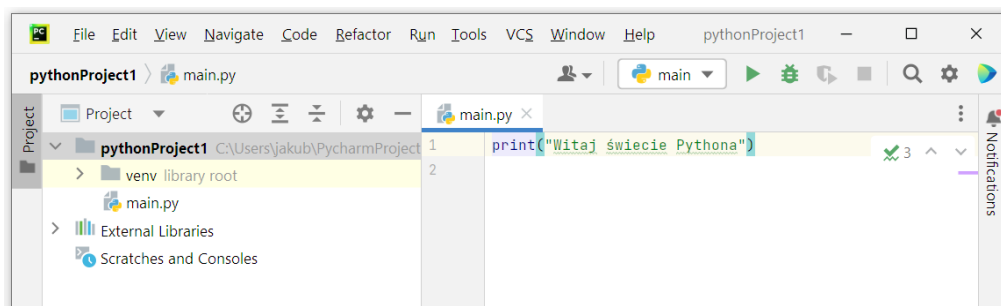 PC File Edit View Navigate Code Refactor Run Tools VCS Window Help pythonProject1
pythonProject1 main.py main
Project Project main.py Notifications
pythonProject1 C:\Users\jakub\PycharmProject
1 print("Witaj świecie Pythona") 3
venv library root
2
main.py
External Libraries
Scratches and Consoles